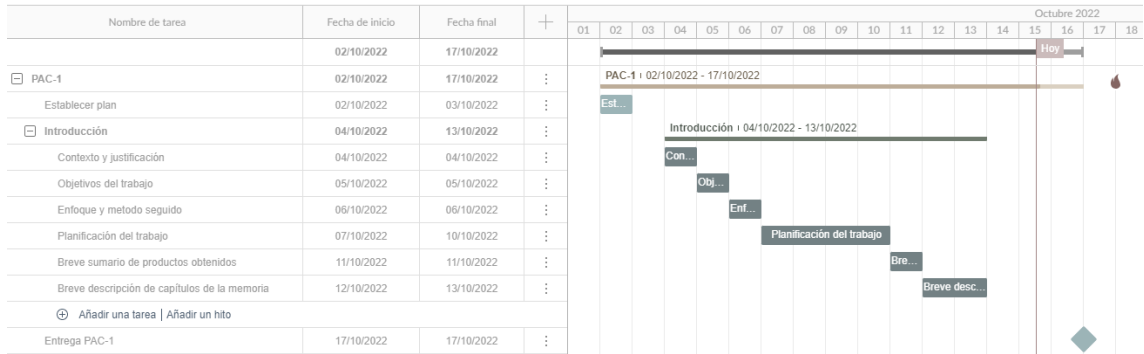 Nombre de tarea Fecha de inicio Fecha final Octubre 2022
01 02 03 04 05 06 07 08 09 10 11 12 13 14 15 16 17 18
02/10/2022 17/10/2022 Hoy
PAC-1 02/10/2022 17/10/2022 PAC-1 02/10/2022 - 17/10/2022
Establecer plan 02/10/2022 03/10/2022 Est...
Introducción 04/10/2022 13/10/2022 Introducción 04/10/2022 - 13/10/2022
Contexto y justificación 04/10/2022 04/10/2022 Con...
Objetivos del trabajo 05/10/2022 05/10/2022 Obj...
Enfoque y metodo seguido 06/10/2022 06/10/2022 Enf...
Planificación del trabajo 07/10/2022 10/10/2022 Planificación del trabajo
Breve sumario de productos obtenidos 11/10/2022 11/10/2022 Bre...
Breve descripción de capítulos de la memoria 12/10/2022 13/10/2022 Breve desc...
Añadir una tarea | Añadir un hito
Entrega PAC-1 17/10/2022 17/10/2022